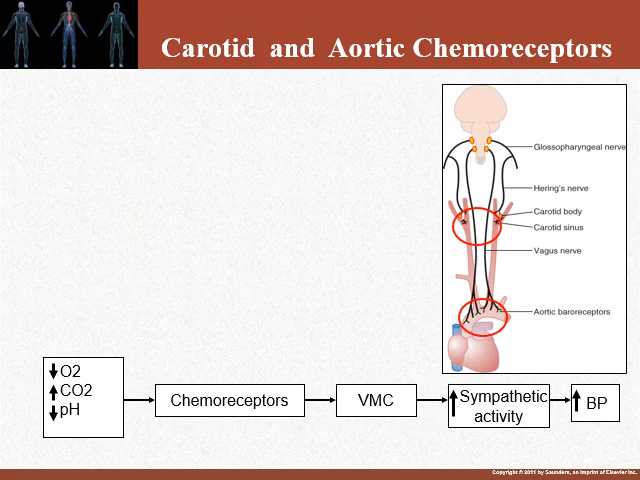 Carotid and Aortic Chemoreceptors
Glossopharyngeal nerve
Hering's nerve
Carotid body
Carotid sinus
Vagus nerve
Aortic baroreceptors
O2
CO2
pH
Chemoreceptors
VMC
Sympathetic
activity
BP
Copyright © 2011 by Saunders, an imprint of Elsevier Inc.